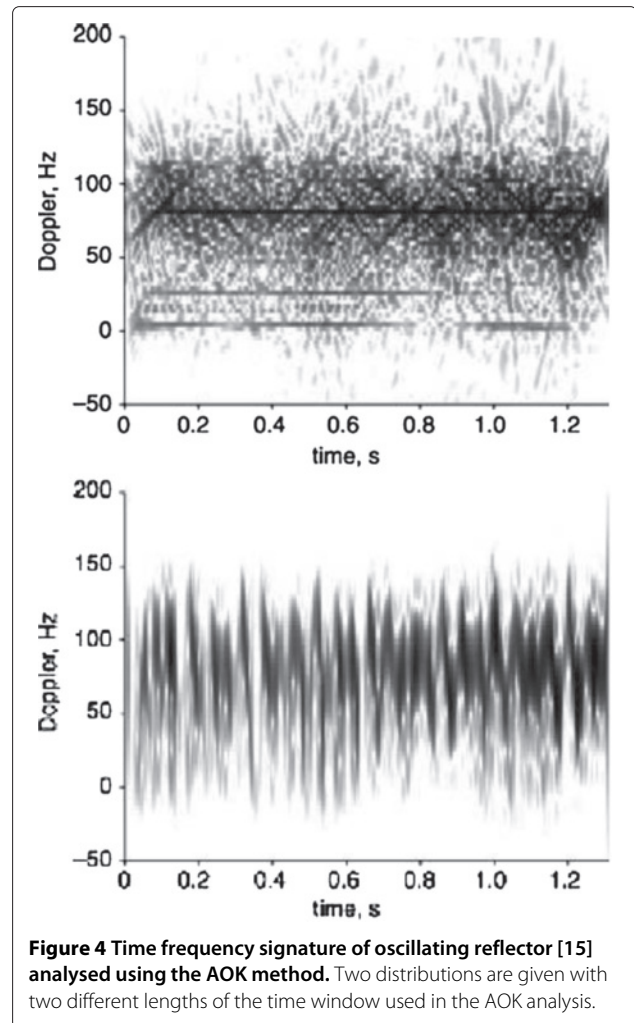 200
150
100
50
0
−50
Doppler, Hz
0 0.2 0.4 0.6 0.8 1.0 1.2
time, s
200
150
100
50
0
−50
Doppler, Hz
0 0.2 0.4 0.6 0.8 1.0 1.2
time, s
Figure 4 Time frequency signature of oscillating reflector [15]
analysed using the AOK method. Two distributions are given with
two different lengths of the time window used in the AOK analysis.